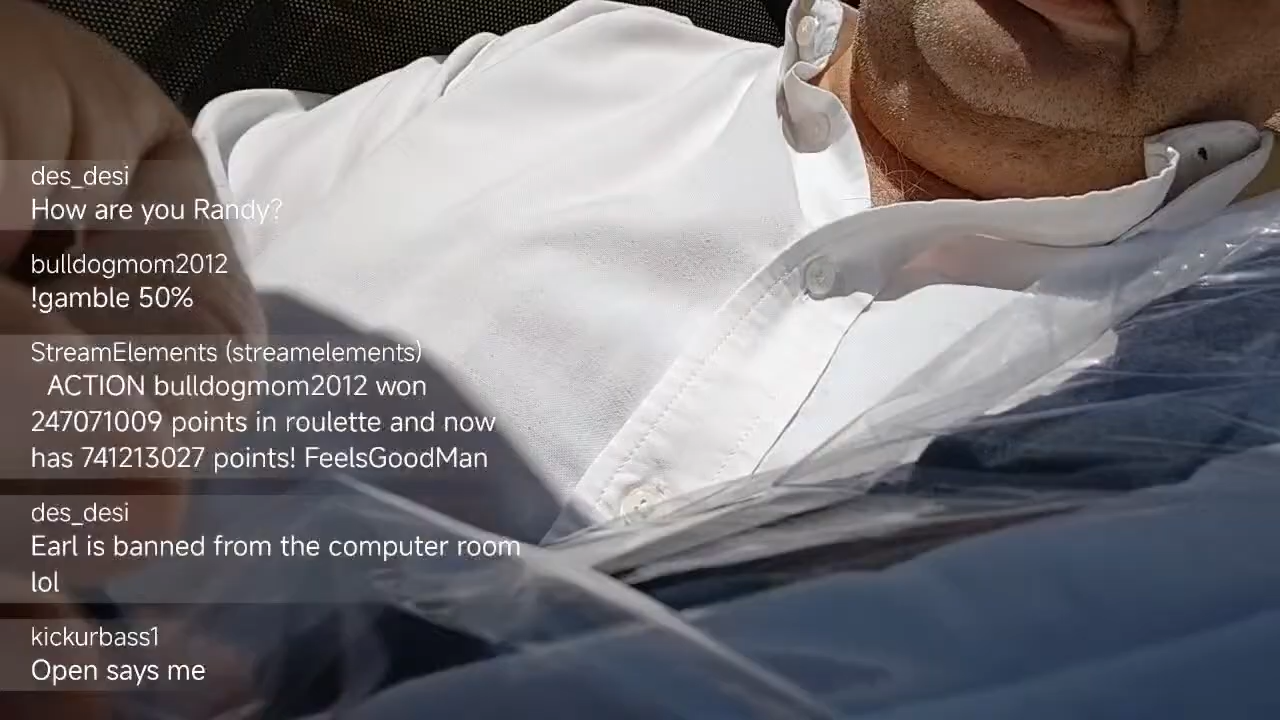 des_desi
How are you Randy?
bulldogmom2012
!gamble 50%
StreamElements (streamelements)
ACTION bulldogmom2012 won
247071009 points in roulette and now
has 741213027 points! FeelsGoodMan
des_desi
Earl is banned from the computer room
lol
kickurbass1
Open says me